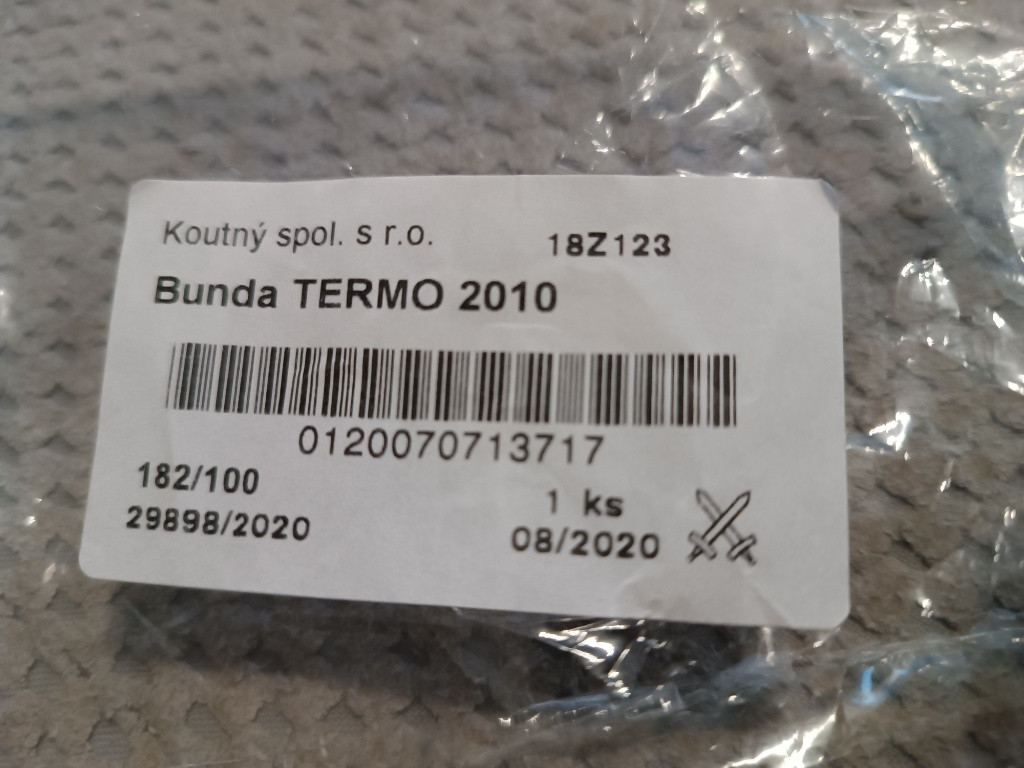 Koutný spol. s r.o. 18Z123
Bunda TERMO 2010
0120070713717
182/100
1 ks
29898/2020
08/2020